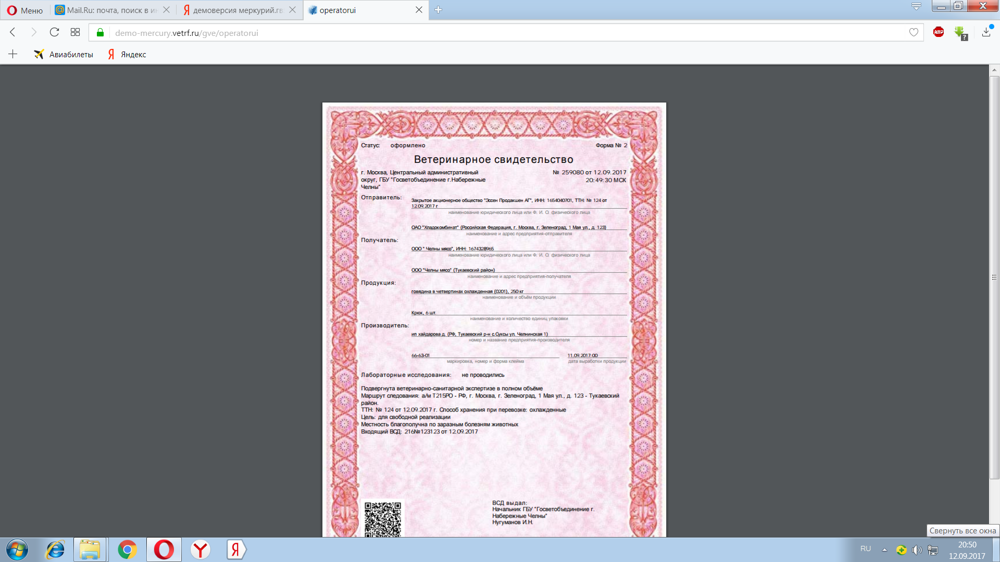 Меню
Mail.Ru: почта, поиск в ин
демоверсия меркурий.гв
operatorui
demo-mercury.vetrf.ru/gve/operatorui
ABP
?
Авиабилеты
Яндекс
Статус: оформлено
Форма № 2
Ветеринарное свидетельство
г. Москва, Центральный административный
округ, ГБУ "Госветобъединение г.Набережные
Челны"
№ 259080 от 12.09.2017
20:49:30 МСК
Отправитель:
Закрытое акционерное общество "Эссен Продакшен АГ", ИНН: 1654040701, ТТН: № 124 от
12.09.2017 г
наименование юридического лица или Ф. И. О. физического лица
ОАО "Хладокомбинат" (Российская Федерация, г. Москва, г. Зеленоград, 1 Мая ул., д. 123)
наименование и адрес предприятия-отправителя
Получатель:
ООО " Челны мясо", ИНН: 1674328965
наименование юридического лица или Ф. И. О. физического лица
ООО "Челны мясо" (Тукаевский район)
наименование и адрес предприятия-получателя
Продукция:
говядина в четвертинах охлажденная (0201), 250 кг
наименование и объём продукции
Крюк, 6 шт.
наименование и количество единиц упаковки
Производитель:
ип хайдарова д. (РФ, Тукаевский р-н с.Суксы ул. Челнинская 1)
номер и название предприятия-производителя
66-63-01
11.09.2017:00
маркировка, номер и форма клейма
дата выработки продукции
Лабораторные исследования: не проводились
Подвергнута ветеринарно-санитарной экспертизе в полном объёме
Маршрут следования: а/м Т215РО - РФ, г. Москва, г. Зеленоград, 1 Мая ул., д. 123 - Тукаевский
район.
ТТН: № 124 от 12.09.2017 г. Способ хранения при перевозке: охлажденные
Цель: для свободной реализации
Местность благополучна по заразным болезням животных
Входящий ВСД: 216№123123 от 12.09.2017
ВСД выдал:
Начальник ГБУ "Госветобъединение г.
Набережные Челны"
Нугуманов И.Н.
Свернуть все окна
RU
20:50
12.09.2017